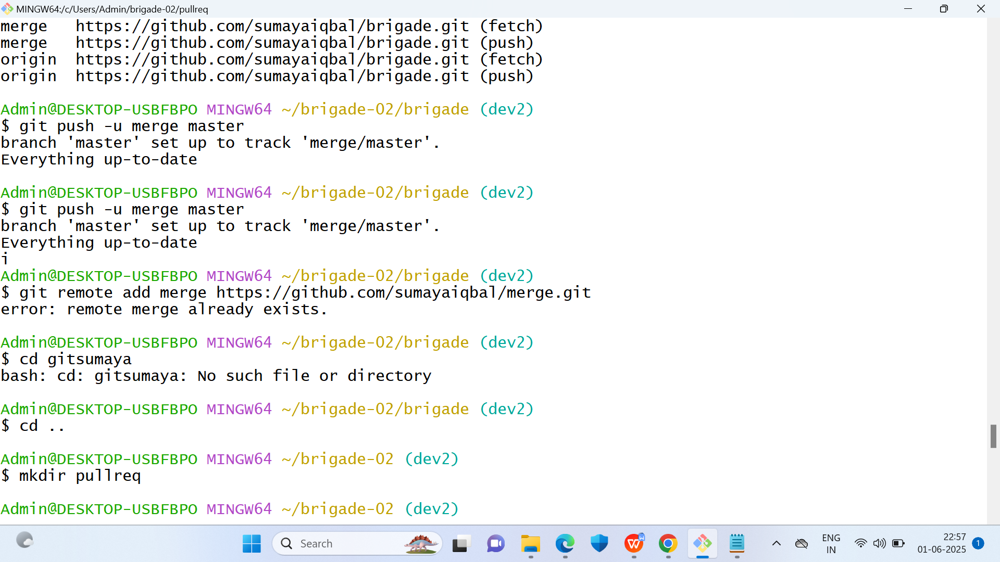 MINGW64:/c/Users/Admin/brigade-02/pullreq
merge   https://github.com/sumayaiqbal/brigade.git (fetch)
merge   https://github.com/sumayaiqbal/brigade.git (push)
origin  https://github.com/sumayaiqbal/brigade.git (fetch)
origin  https://github.com/sumayaiqbal/brigade.git (push)
Admin@DESKTOP-USBFBPO MINGW64 ~/brigade-02/brigade (dev2)
$ git push -u merge master
branch 'master' set up to track 'merge/master'.
Everything up-to-date
Admin@DESKTOP-USBFBPO MINGW64 ~/brigade-02/brigade (dev2)
$ git push -u merge master
branch 'master' set up to track 'merge/master'.
Everything up-to-date
i
Admin@DESKTOP-USBFBPO MINGW64 ~/brigade-02/brigade (dev2)
$ git remote add merge https://github.com/sumayaiqbal/merge.git
error: remote merge already exists.
Admin@DESKTOP-USBFBPO MINGW64 ~/brigade-02/brigade (dev2)
$ cd gitsumaya
bash: cd: gitsumaya: No such file or directory
Admin@DESKTOP-USBFBPO MINGW64 ~/brigade-02/brigade (dev2)
$ cd ..
Admin@DESKTOP-USBFBPO MINGW64 ~/brigade-02 (dev2)
$ mkdir pullreq
Admin@DESKTOP-USBFBPO MINGW64 ~/brigade-02 (dev2)
Search
ENG
IN
22:57
01-06-2025
1